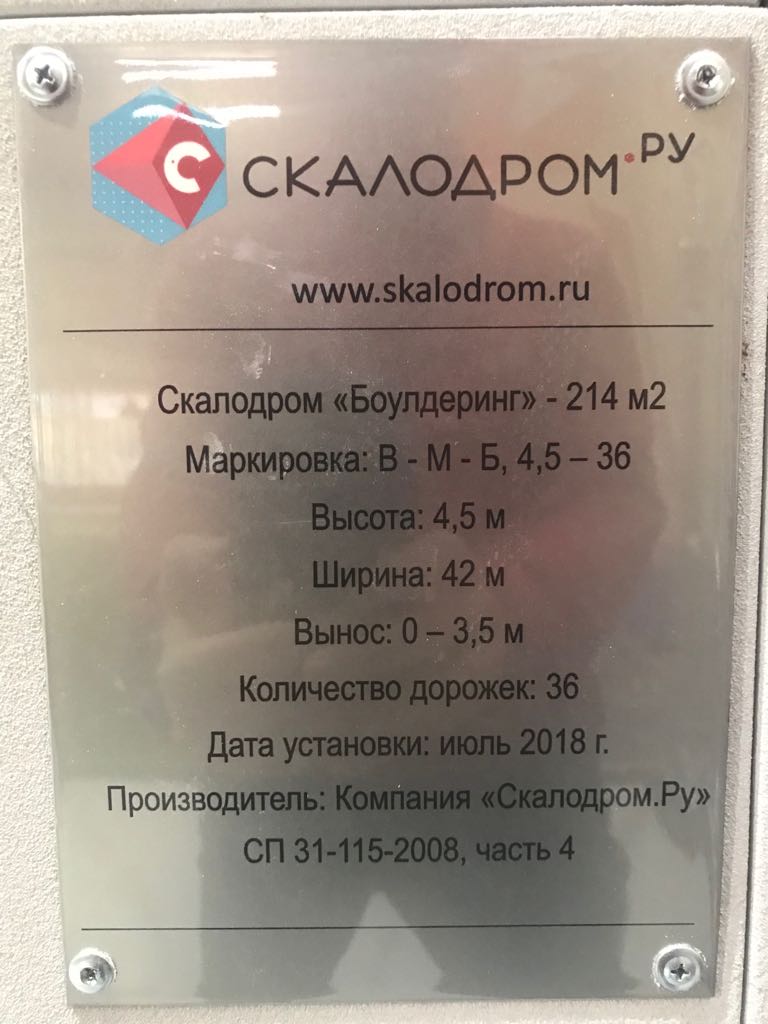 С
СКАЛОДРОМ.РУ
www.skalodrom.ru
Скалодром «Боулдеринг» - 214 м2
Маркировка: В - М - Б, 4,5 – 36
Высота: 4,5 м
Ширина: 42 м
Вынос: 0 – 3,5 м
Количество дорожек: 36
Дата установки: июль 2018 г.
Производитель: Компания «Скалодром.Ру»
СП 31-115-2008, часть 4